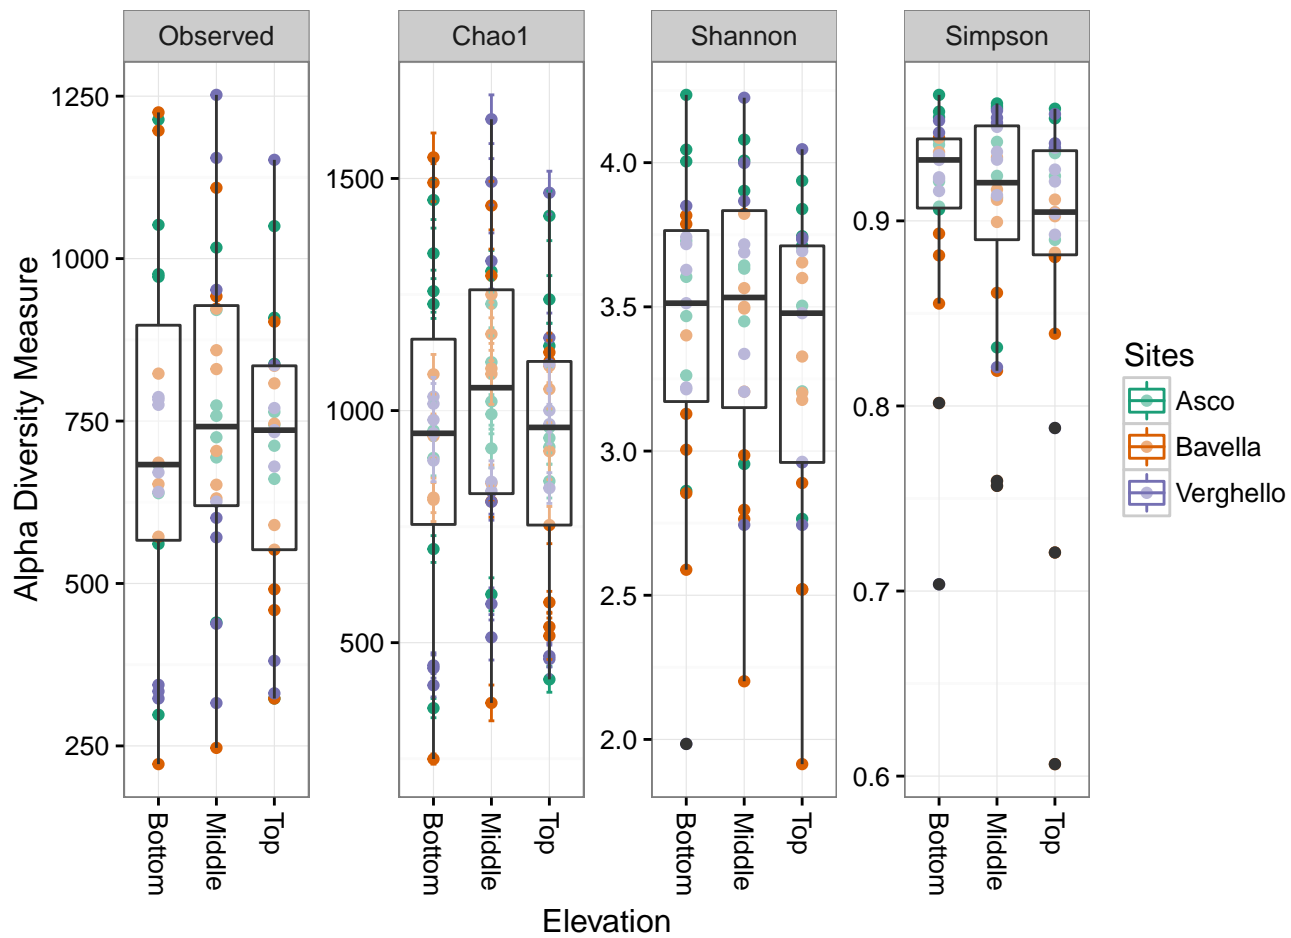 Observed
Chao1
Shannon
Simpson
Alpha Diversity Measure
1250
1000
750
500
250
1500
1000
500
4.0
3.5
3.0
2.5
2.0
0.9
0.8
0.7
0.6
Bottom
Middle
Top
Bottom
Middle
Top
Bottom
Middle
Top
Bottom
Middle
Top
Elevation
Sites
Asco
Bavella
Verghello